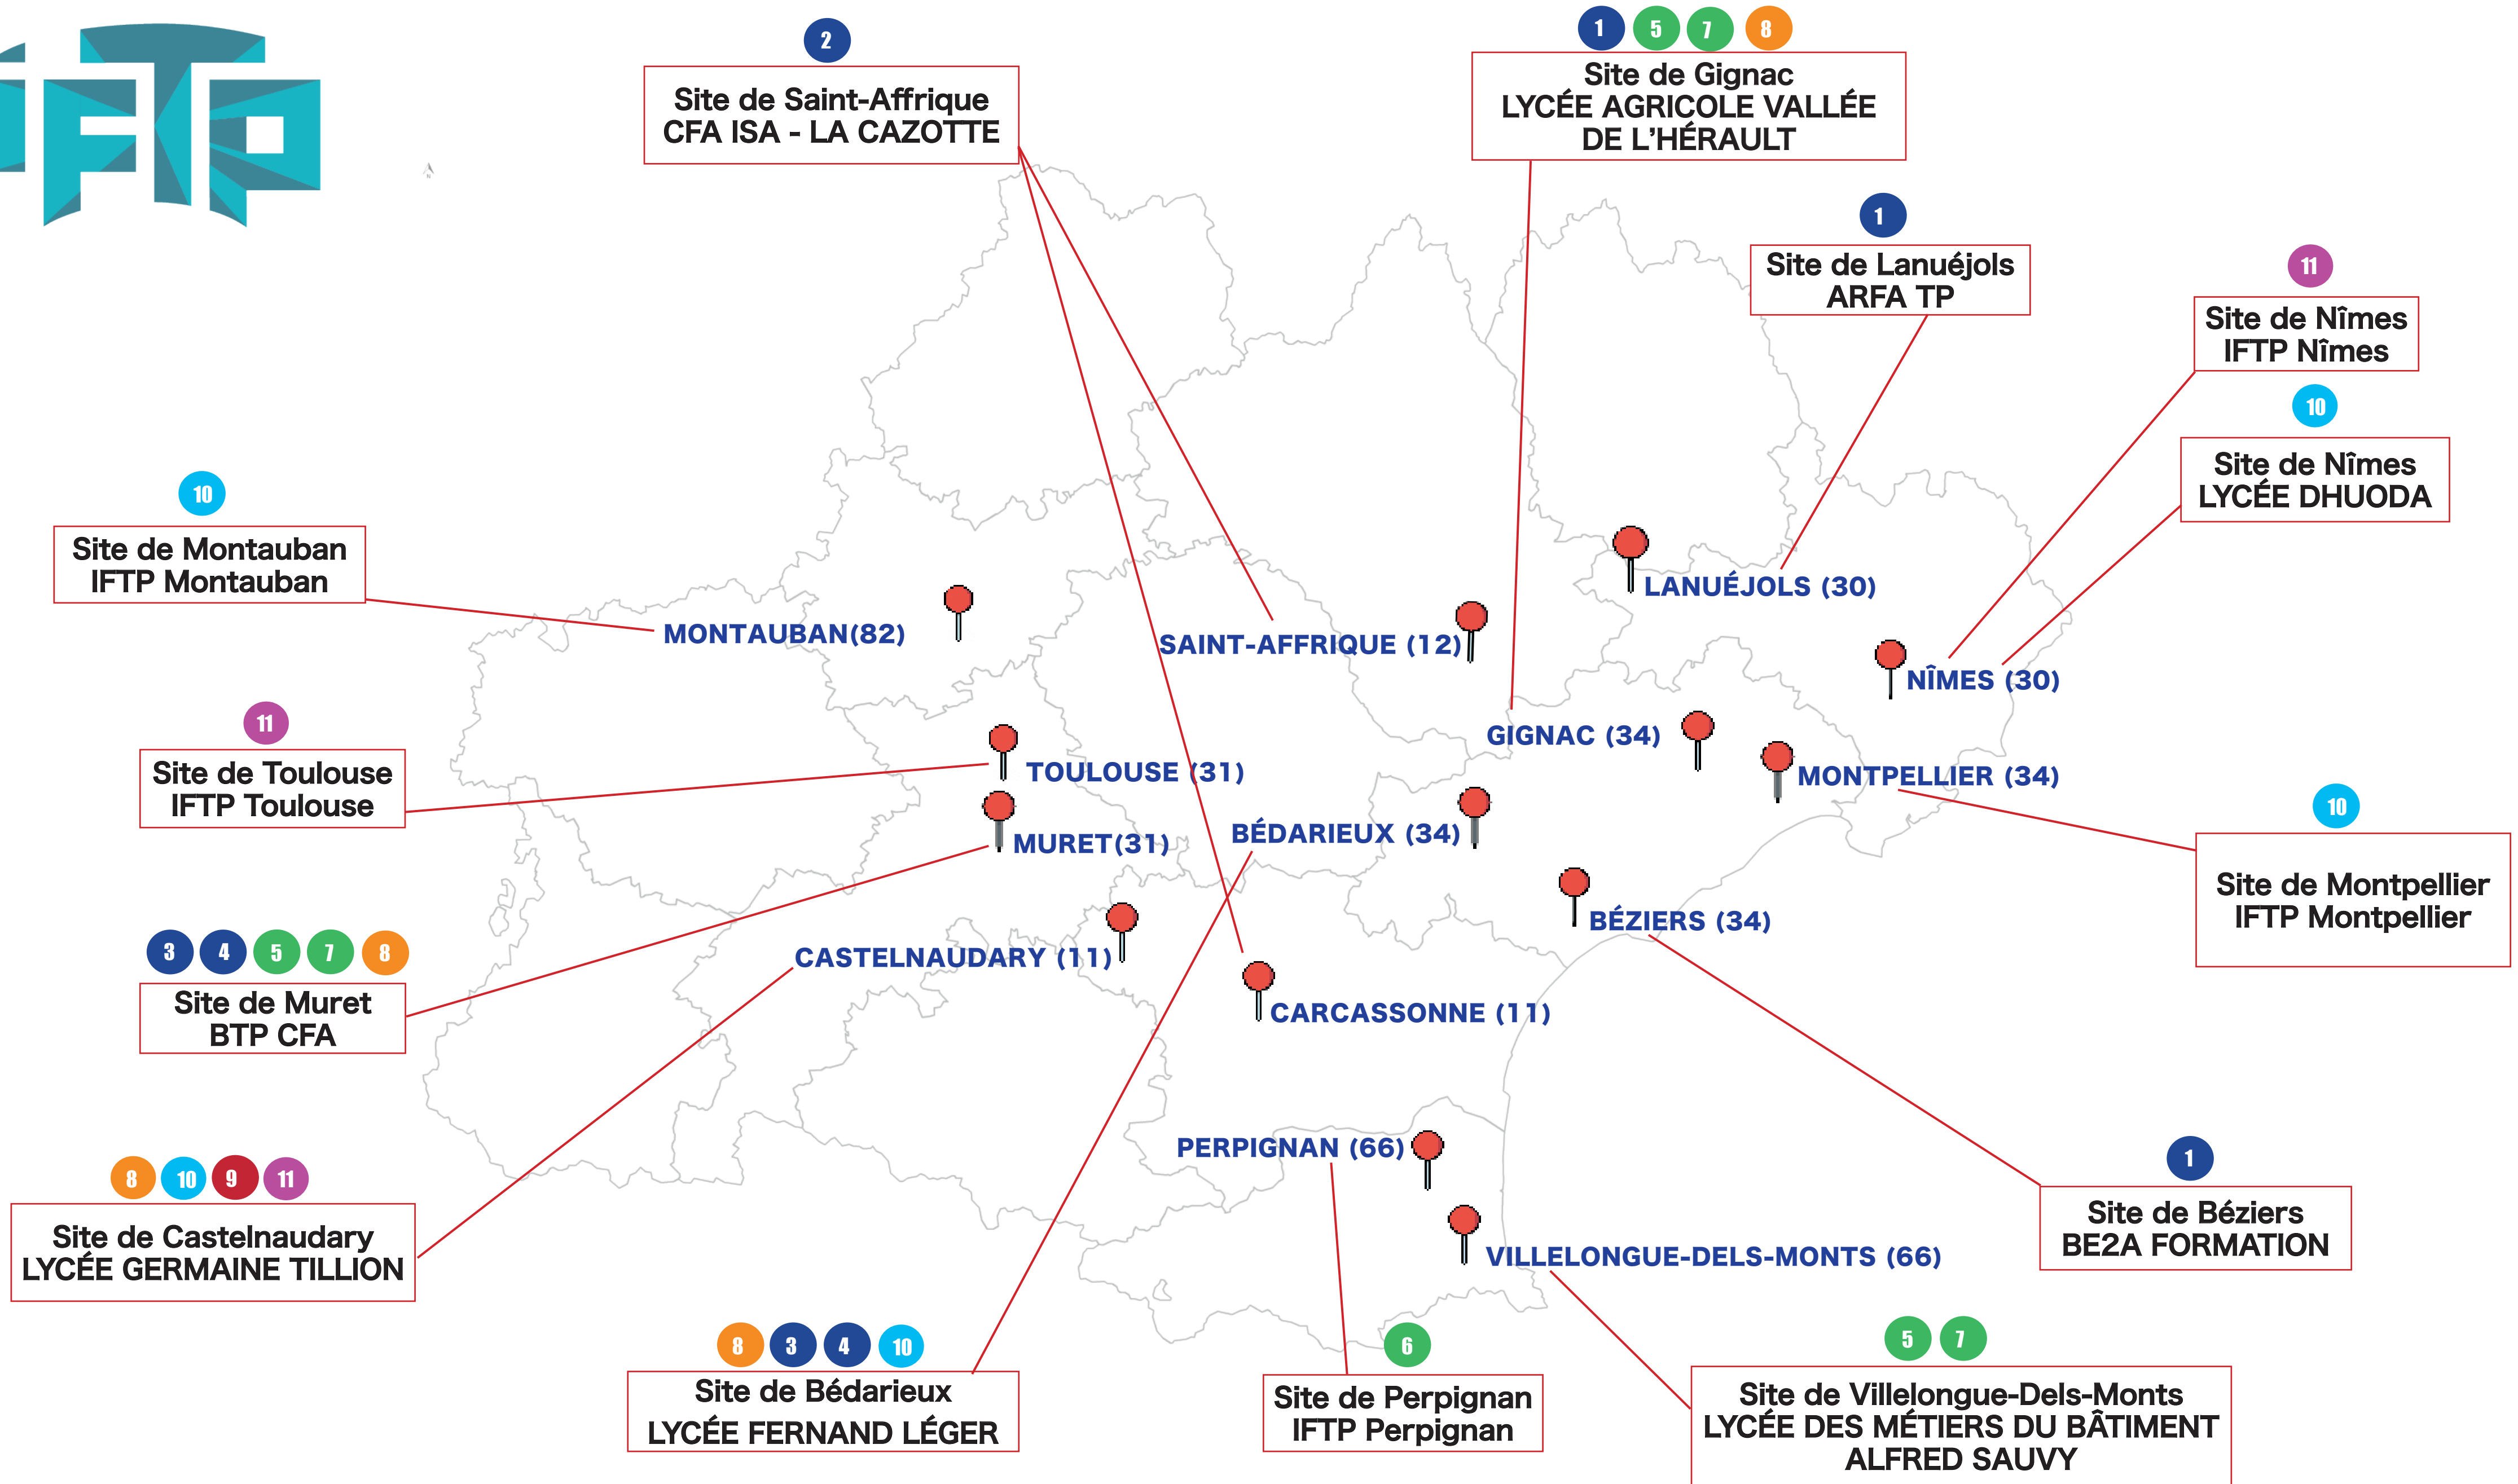 iFTP
2
Site de Saint-Affrique
CFA ISA - LA CAZOTTE
1 5 7 8
Site de Gignac
LYCÉE AGRICOLE VALLÉE
DE L'HÉRAULT
1
Site de Lanuéjols
ARFA TP
11
Site de Nîmes
IFTP Nîmes
10
Site de Nîmes
LYCÉE DHUODA
10
Site de Montauban
IFTP Montauban
LANUÉJOLS (30)
MONTAUBAN(82)
SAINT-AFFRIQUE (12)
NÎMES (30)
11
Site de Toulouse
IFTP Toulouse
GIGNAC (34)
TOULOUSE (31)
MONTPELLIER (34)
MURET(31)
BÉDARIEUX (34)
10
Site de Montpellier
IFTP Montpellier
BÉZIERS (34)
3 4 5 7 8
Site de Muret
BTP CFA
CASTELNAUDARY (11)
CARCASSONNE (11)
PERPIGNAN (66)
8 10 9 11
Site de Castelnaudary
LYCÉE GERMAINE TILLION
1
Site de Béziers
BE2A FORMATION
VILLELONGUE-DELS-MONTS (66)
8 3 4 10
Site de Bédarieux
LYCÉE FERNAND LÉGER
6
Site de Perpignan
IFTP Perpignan
5 7
Site de Villelongue-Dels-Monts
LYCÉE DES MÉTIERS DU BÂTIMENT
ALFRED SAUVY